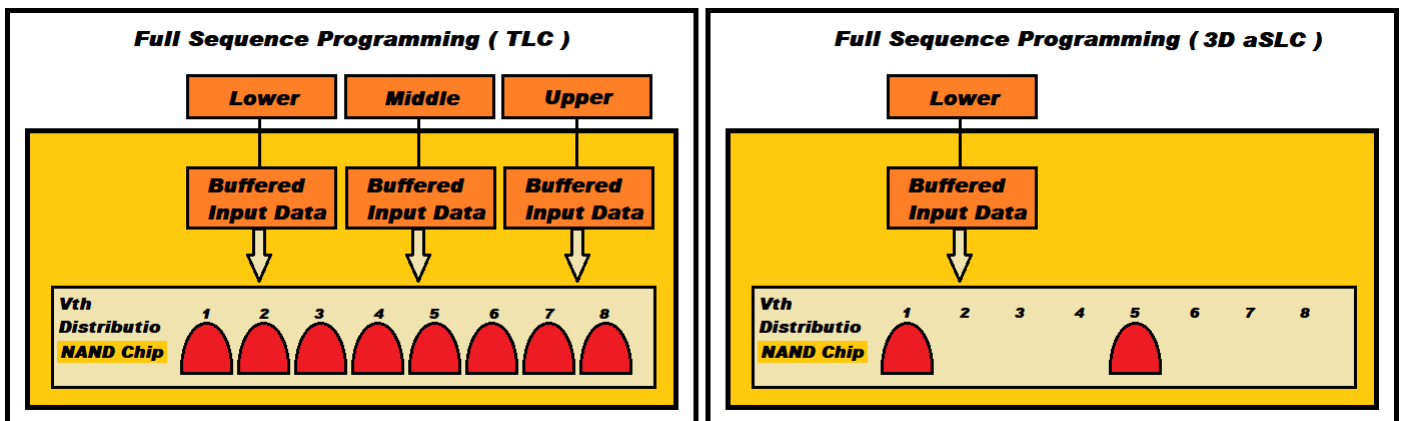 Full Sequence Programming ( TLC )
Lower
Middle
Upper
Buffered
Input Data
Buffered
Input Data
Buffered
Input Data
Vth
Distributio
NAND Chip
1 2 3 4 5 6 7 8
Full Sequence Programming ( 3D aSLC )
Lower
Buffered
Input Data
Vth
Distributio
NAND Chip
1 2 3 4 5 6 7 8